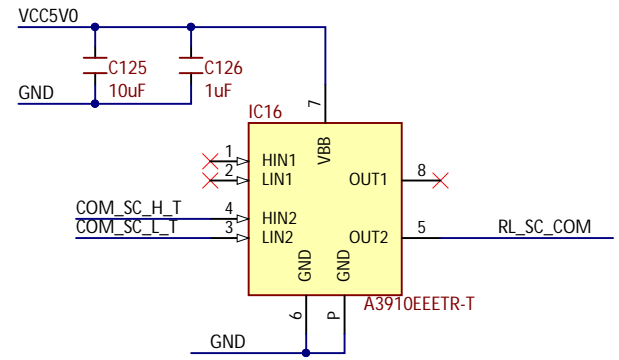 VCC5V0
C125
10uF
C126
1uF
GND
IC16
7
VBB
1
HIN1
2
LIN1
OUT1
8
COM_SC_H_T
4
HIN2
COM_SC_L_T
3
LIN2
OUT2
5
RL_SC_COM
GND
GND
6
P
A3910EEETR-T
GND